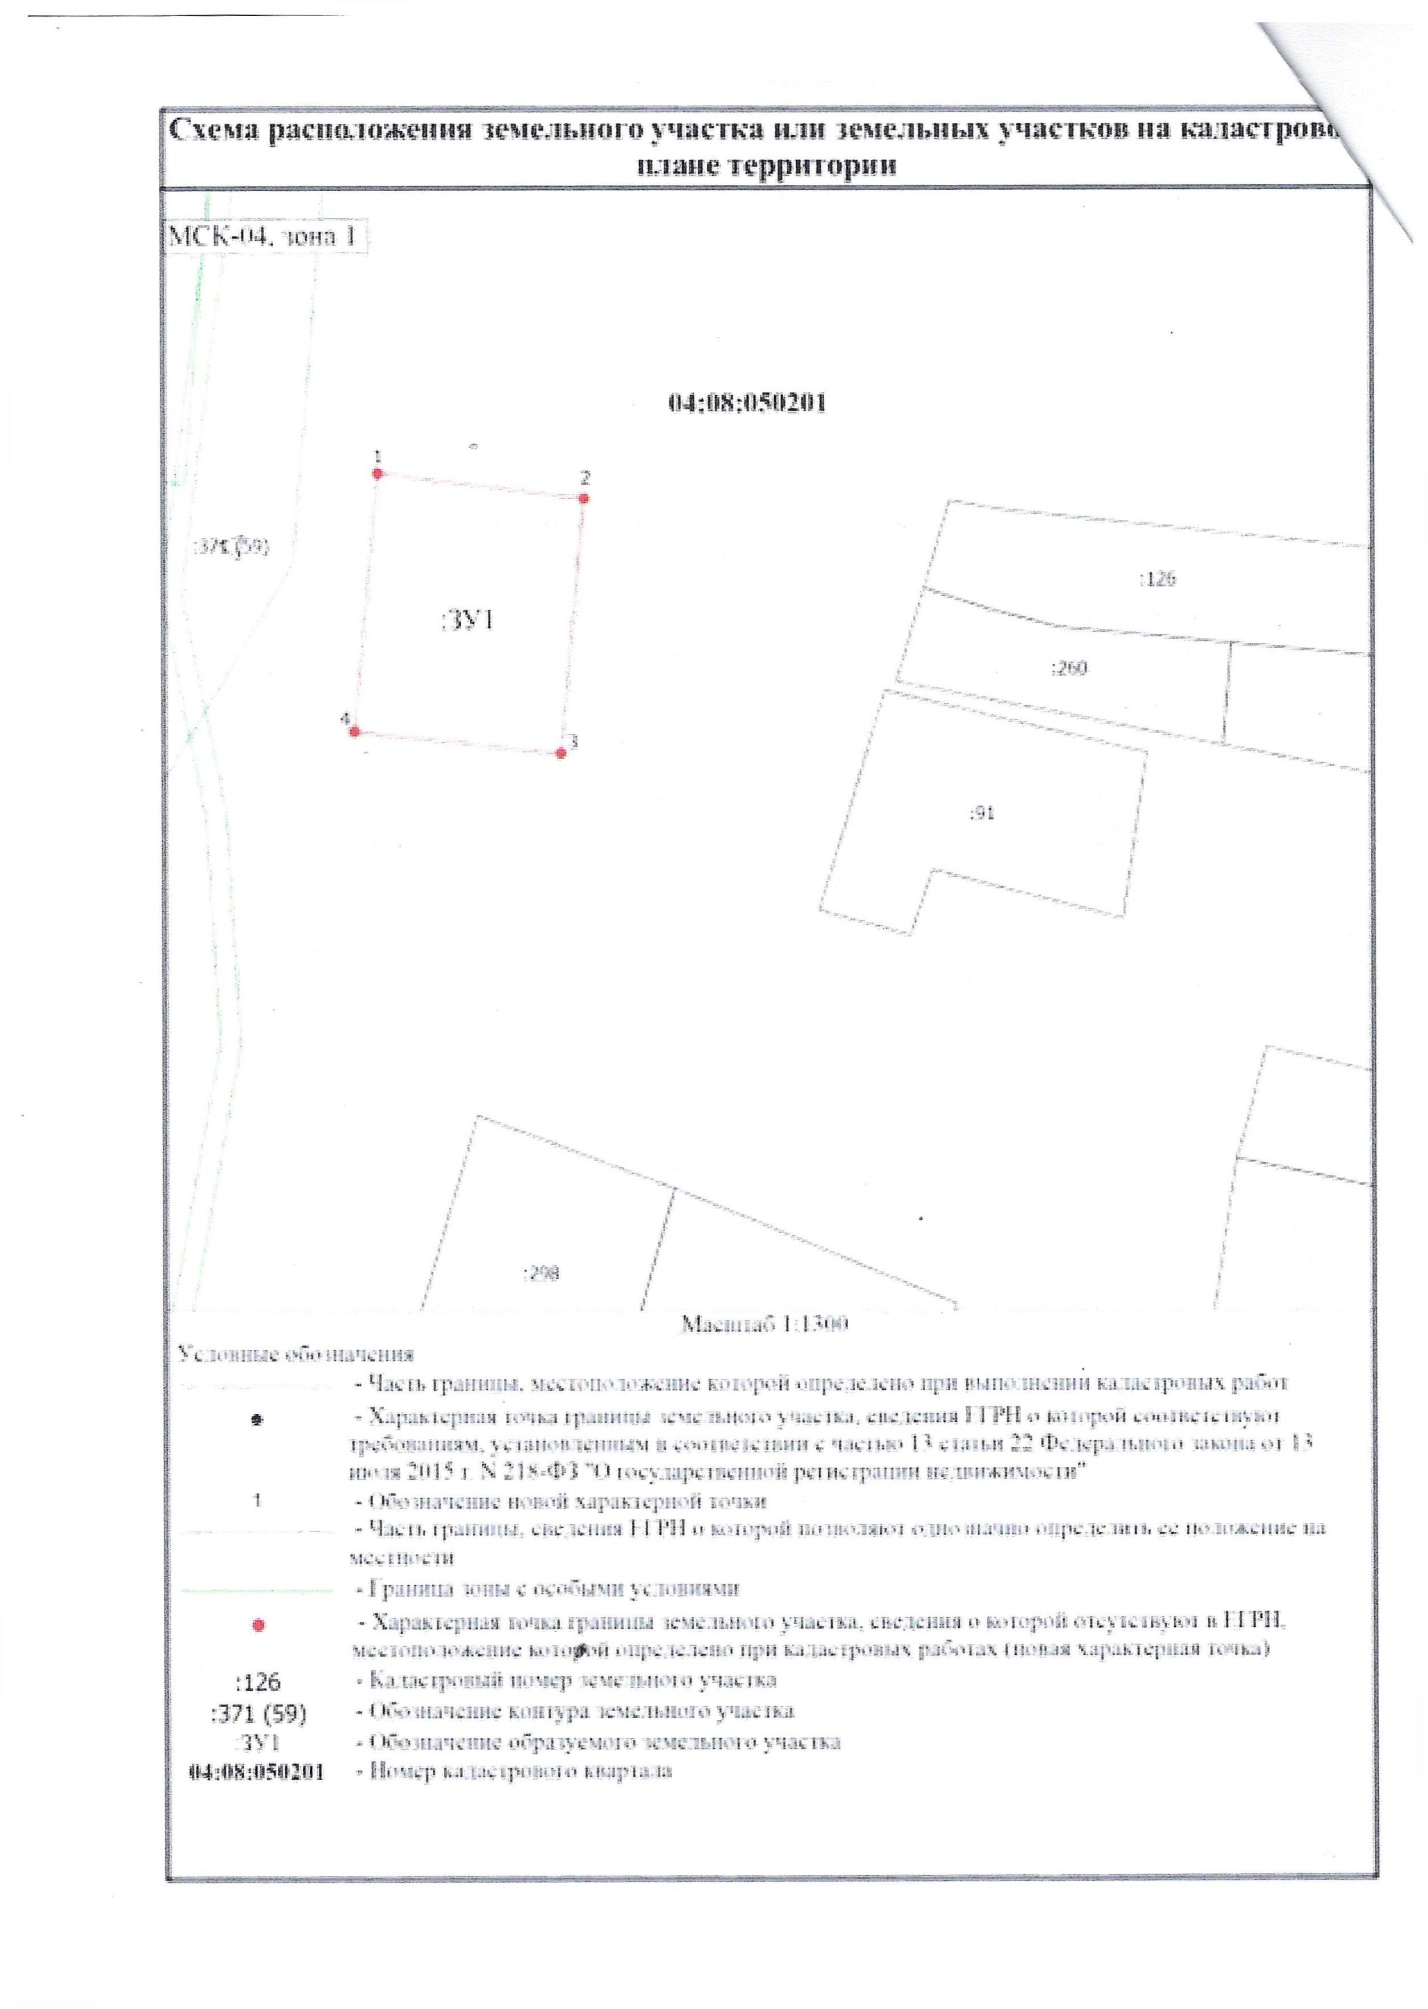 Схема расположения земельного участка или земельных участков на кадастрово
плане территории
МСК-04, зона 1
04:08:050201
1
2
:371 (59)
:126
:ЗУ1
:260
4
3
:91
:298
Масштаб 1:1300
Условные обозначения
- Часть границы, местоположение которой определено при выполнении кадастровых работ
- Характерная точка границы земельного участка, сведения ЕГРН о которой соответствуют
требованиям, установленным в соответствии с частью 13 статьи 22 Федерального закона от 13
июля 2015 г. N 218-ФЗ "О государственной регистрации недвижимости"
1 - Обозначение новой характерной точки
- Часть границы, сведения ЕГРН о которой позволяют однозначно определить ее положение на
местности
- Граница зоны с особыми условиями
- Характерная точка границы земельного участка, сведения о которой отсутствуют в ЕГРН,
местоположение которой определено при кадастровых работах (новая характерная точка)
:126 - Кадастровый номер земельного участка
:371 (59) - Обозначение контура земельного участка
:ЗУ1 - Обозначение образуемого земельного участка
04:08:050201 - Номер кадастрового квартала